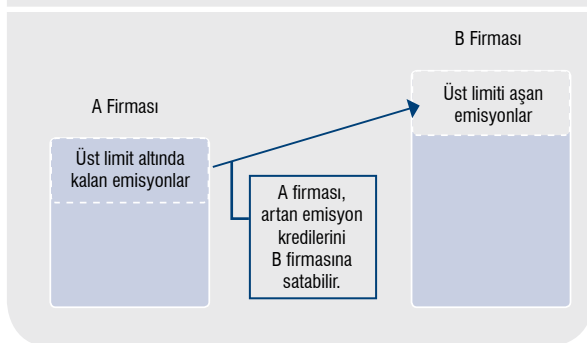 B Firması
Üst limiti aşan
emisyonlar
A Firması
Üst limit altında
kalan emisyonlar
A firması,
artan emisyon
kredilerini
B firmasına
satabilir.